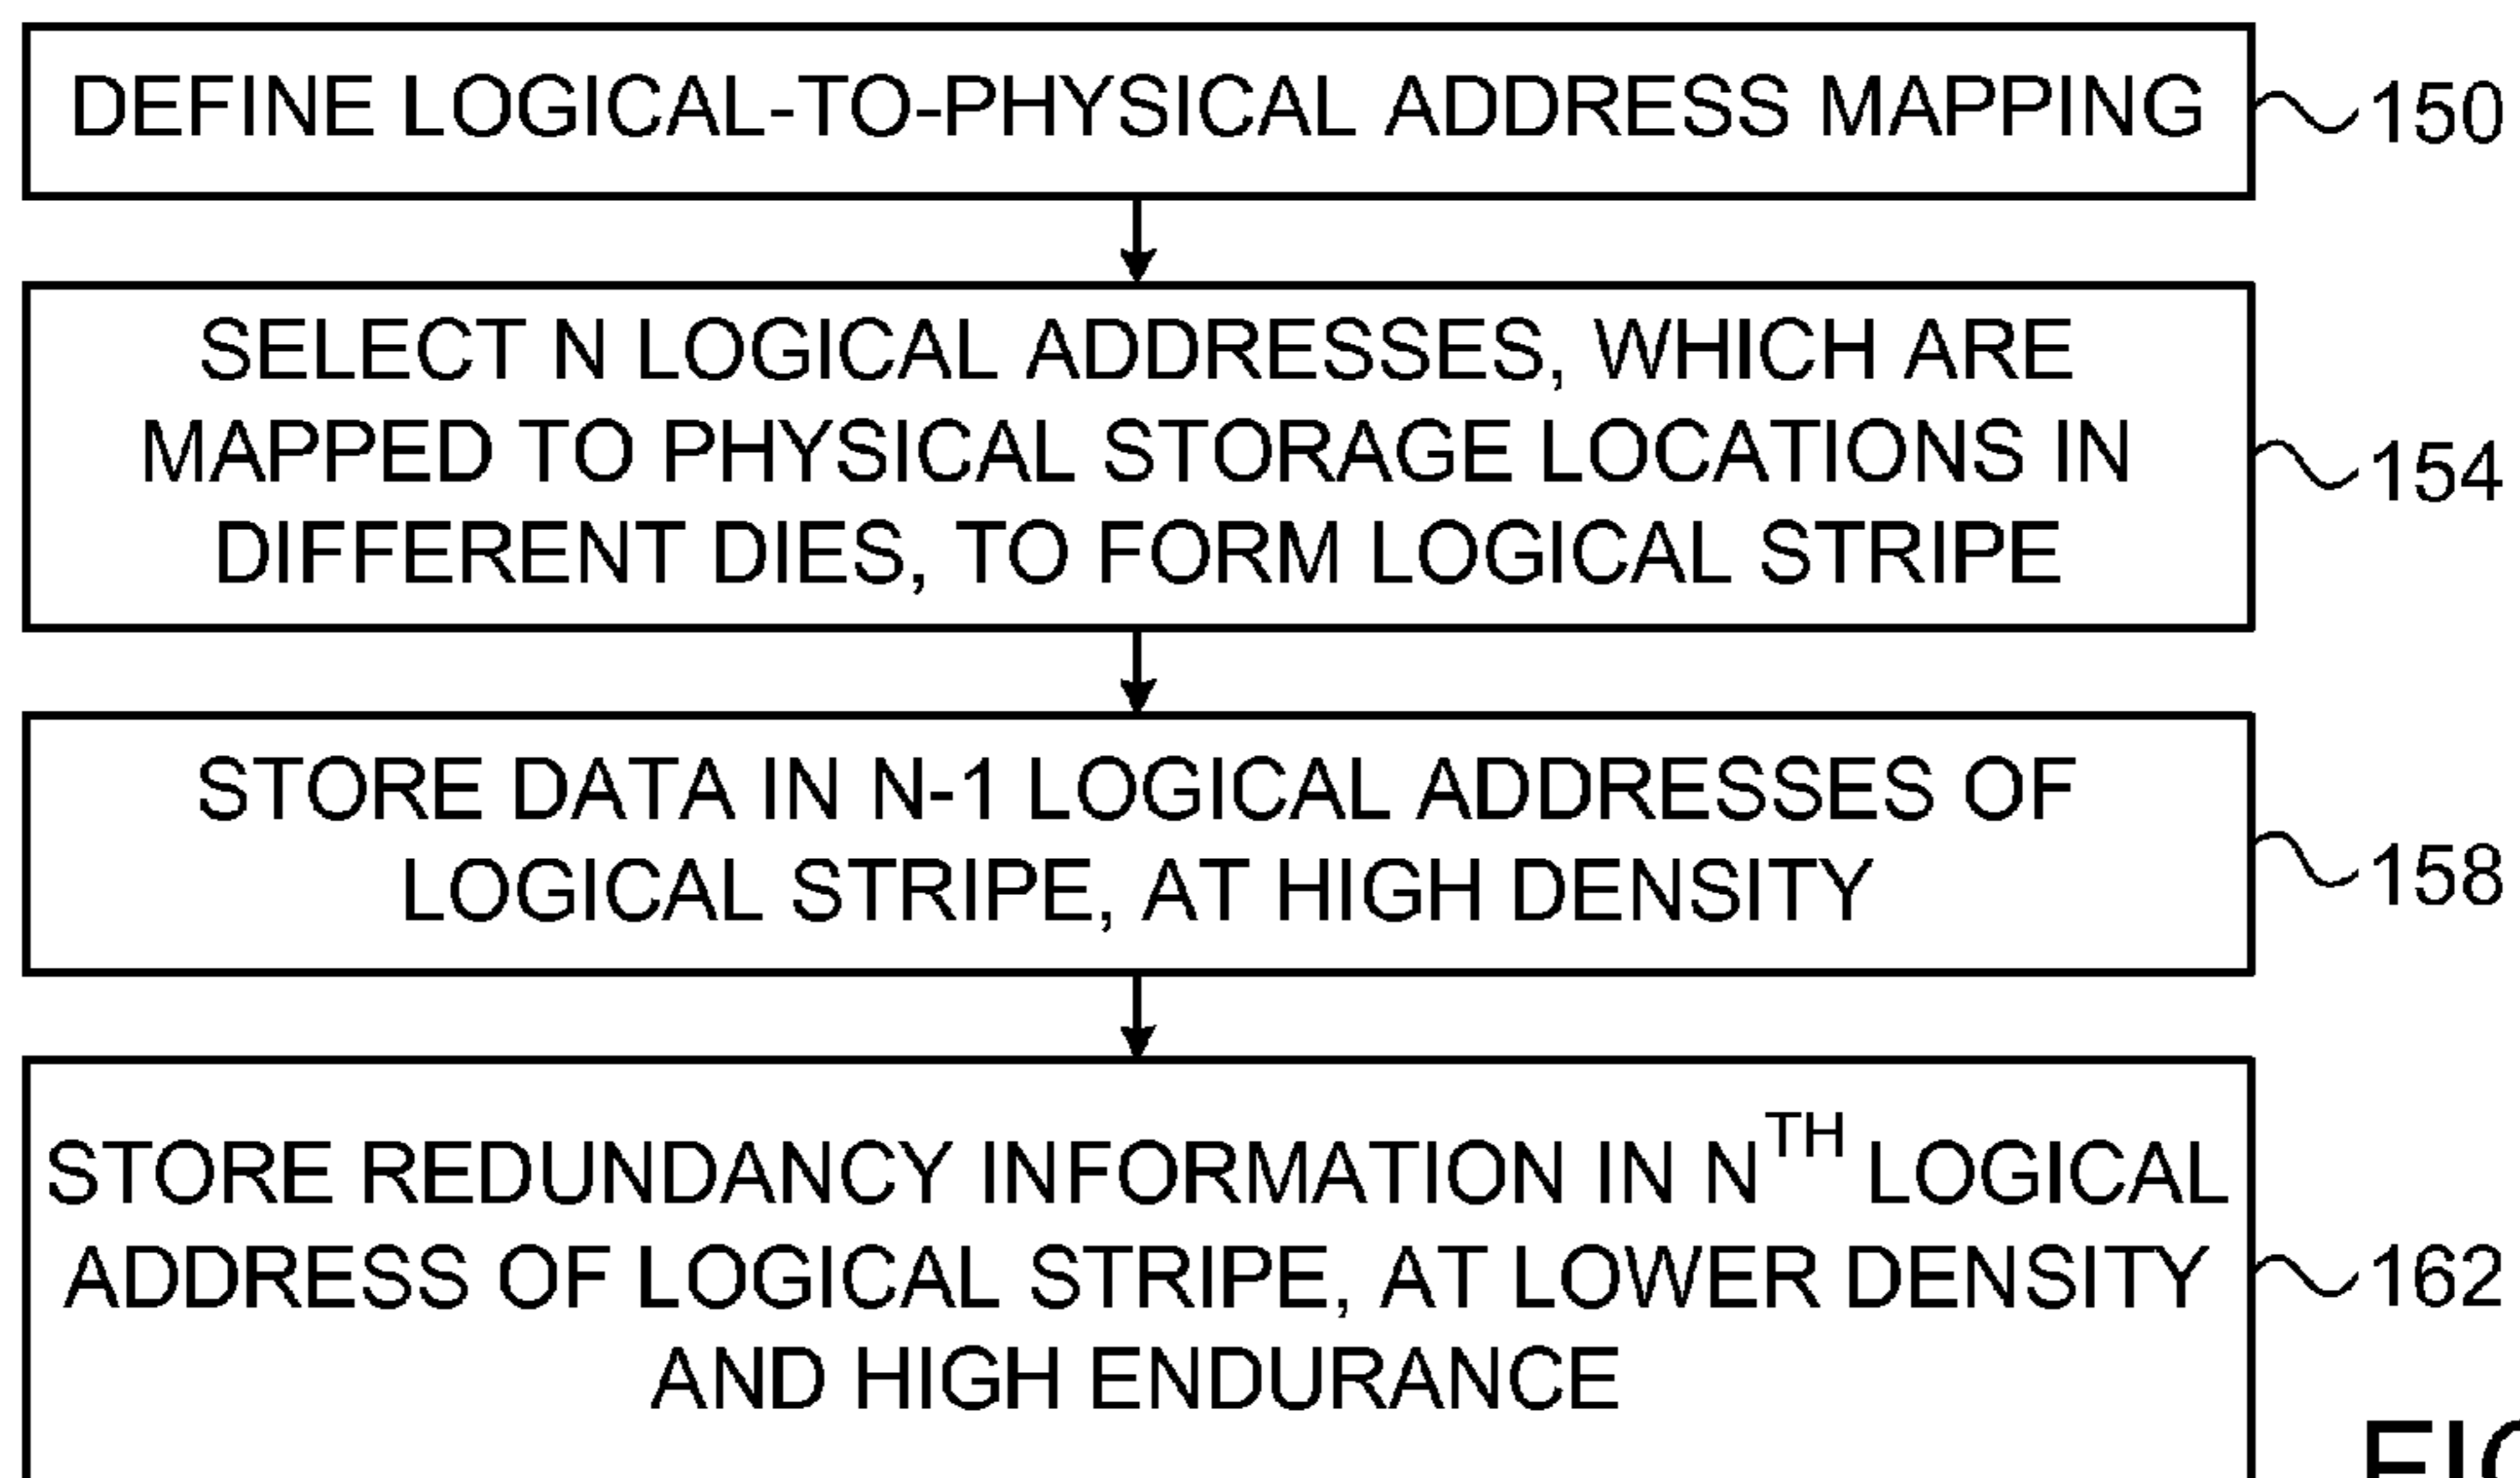 DEFINE LOGICAL-TO-PHYSICAL ADDRESS MAPPING
150
SELECT N LOGICAL ADDRESSES, WHICH ARE
MAPPED TO PHYSICAL STORAGE LOCATIONS IN
DIFFERENT DIES, TO FORM LOGICAL STRIPE
154
STORE DATA IN N-1 LOGICAL ADDRESSES OF
LOGICAL STRIPE, AT HIGH DENSITY
158
STORE REDUNDANCY INFORMATION IN NTH LOGICAL
ADDRESS OF LOGICAL STRIPE, AT LOWER DENSITY
AND HIGH ENDURANCE
162